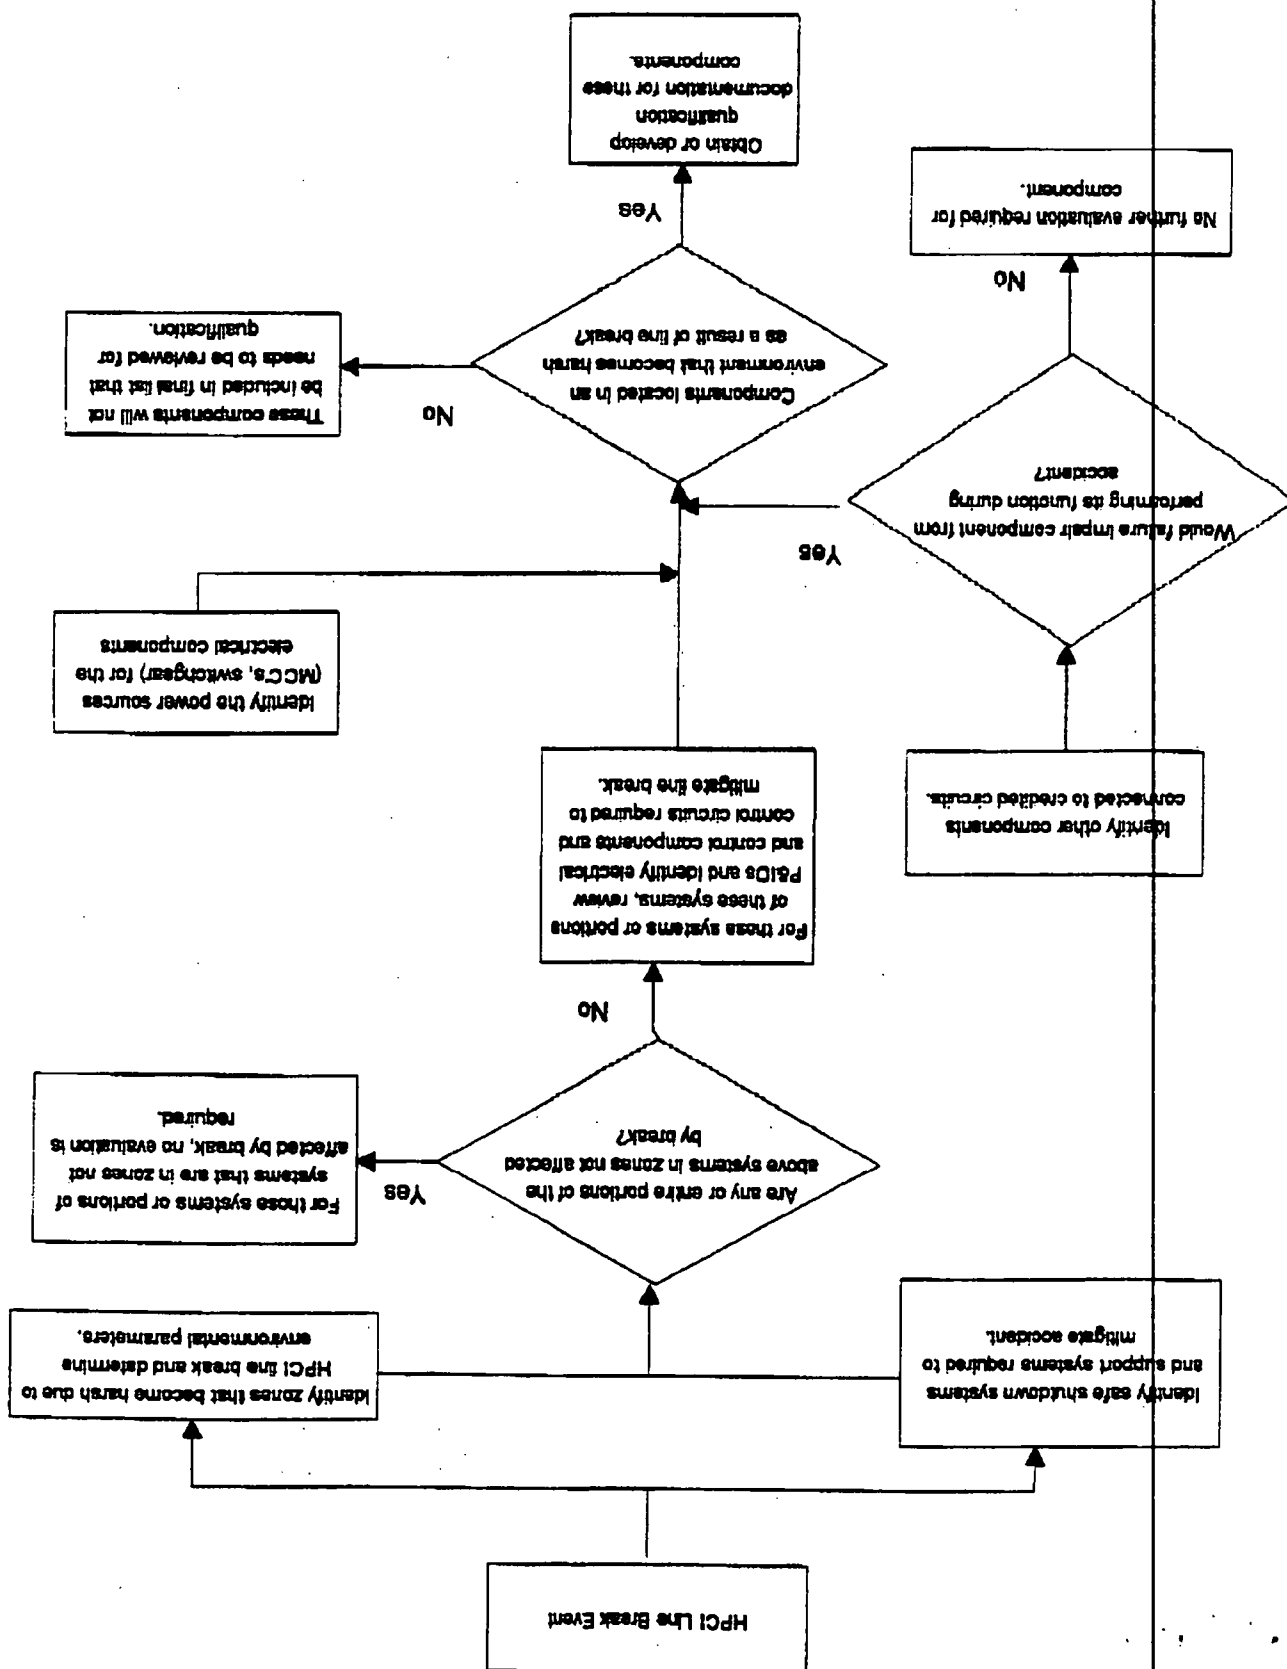 HPCI Line Break Event
Identify safe shutdown systems
and support systems required to
mitigate accident.
Identify zones that become harsh due to
HPCI line break and determine
environmental parameters.
Are any or entire portions of the
above systems in zones not affected
by break?
Yes
For those systems or portions of
systems that are in zones not
affected by break, no evaluation is
required.
No
For those systems or portions
of these systems, review
P&IDs and identify electrical
and control components and
control circuits required to
mitigate line break.
Identify other components
connected to credited circuits.
Identify the power sources
(MCC's, switchgear) for the
electrical components
Would failure impair component from
performing its function during
accident?
Yes
No
No further evaluation required for
component.
Components located in an
environment that becomes harsh
as a result of line break?
No
These components will not
be included in final list that
needs to be reviewed for
qualification.
Yes
Obtain or develop
qualification
documentation for these
components.